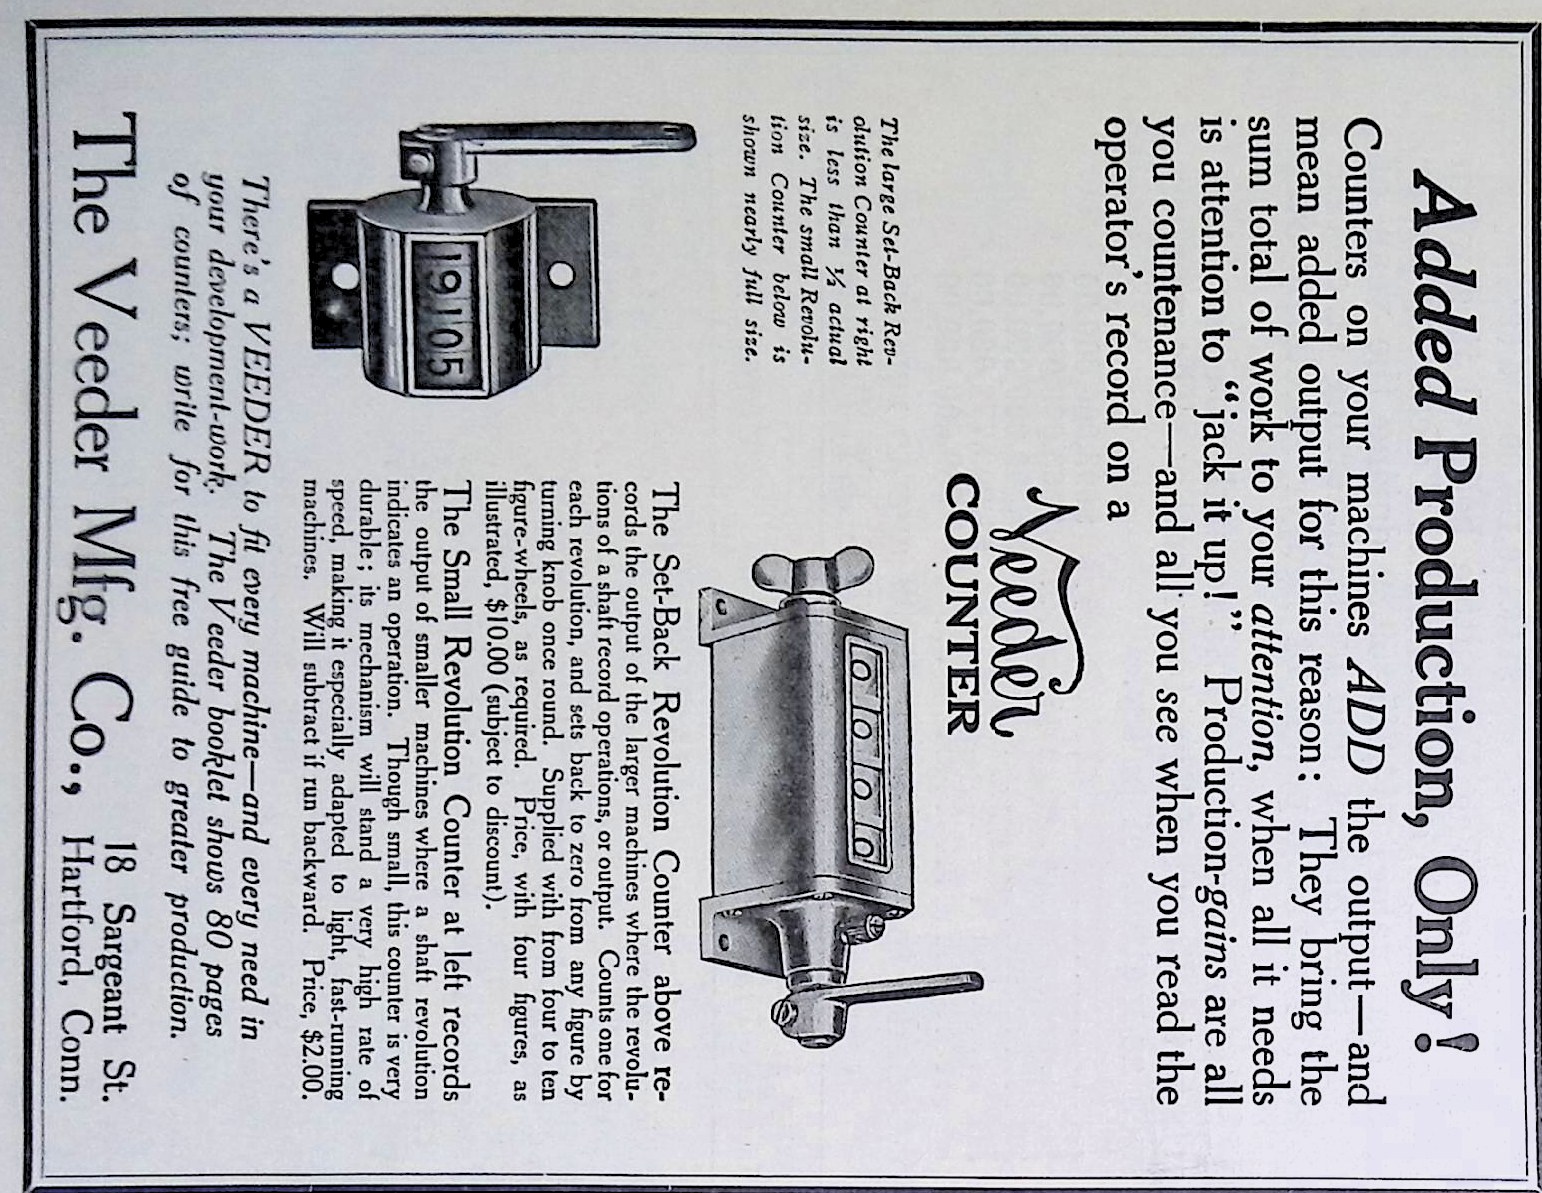 Added Production, Only!
Counters on your machines ADD the output—and
mean added output for this reason: They bring the
sum total of work to your attention, when all it needs
is attention to “jack it up!” Production-gains are all
you countenance—and all you see when you read the
operator's record on a
Veeder
COUNTER
The large Set-Back Rev-
olution Counter at right
is less than ½ actual
size. The small Revolu-
tion Counter below is
shown nearly full size.
0 0 0 0
19105
The Set-Back Revolution Counter above re-
cords the output of the larger machines where the revolu-
tions of a shaft record operations, or output. Counts one for
each revolution, and sets back to zero from any figure by
turning knob once round. Supplied with from four to ten
figure-wheels, as required. Price, with four figures, as
illustrated, $10.00 (subject to discount).
The Small Revolution Counter at left records
the output of smaller machines where a shaft revolution
indicates an operation. Though small, this counter is very
durable; its mechanism will stand a very high rate of
speed, making it especially adapted to light, fast-running
machines. Will subtract if run backward. Price, $2.00.
There's a VEEDER to fit every machine—and every need in
your development-work. The Veeder booklet shows 80 pages
of counters; write for this free guide to greater production.
The Veeder Mfg. Co., 18 Sargeant St.
Hartford, Conn.